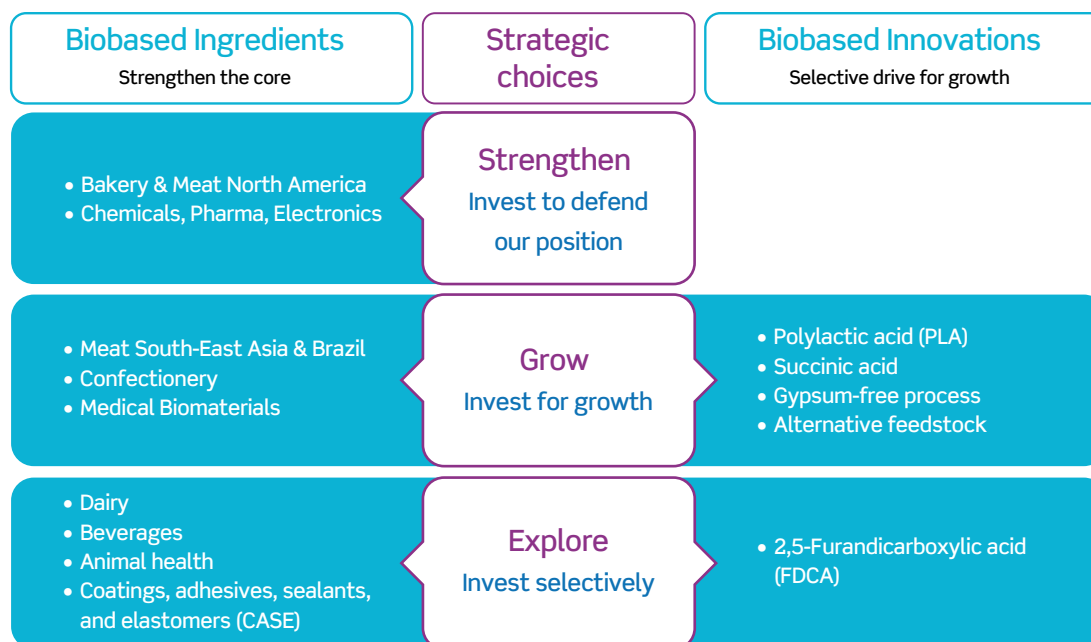 Biobased Ingredients
Strengthen the core
Strategic
choices
Biobased Innovations
Selective drive for growth
• Bakery & Meat North America
• Chemicals, Pharma, Electronics
Strengthen
Invest to defend
our position
• Meat South-East Asia & Brazil
• Confectionery
• Medical Biomaterials
Grow
Invest for growth
• Polylactic acid (PLA)
• Succinic acid
• Gypsum-free process
• Alternative feedstock
• Dairy
• Beverages
• Animal health
• Coatings, adhesives, sealants,
and elastomers (CASE)
Explore
Invest selectively
• 2,5-Furandicarboxylic acid
(FDCA)